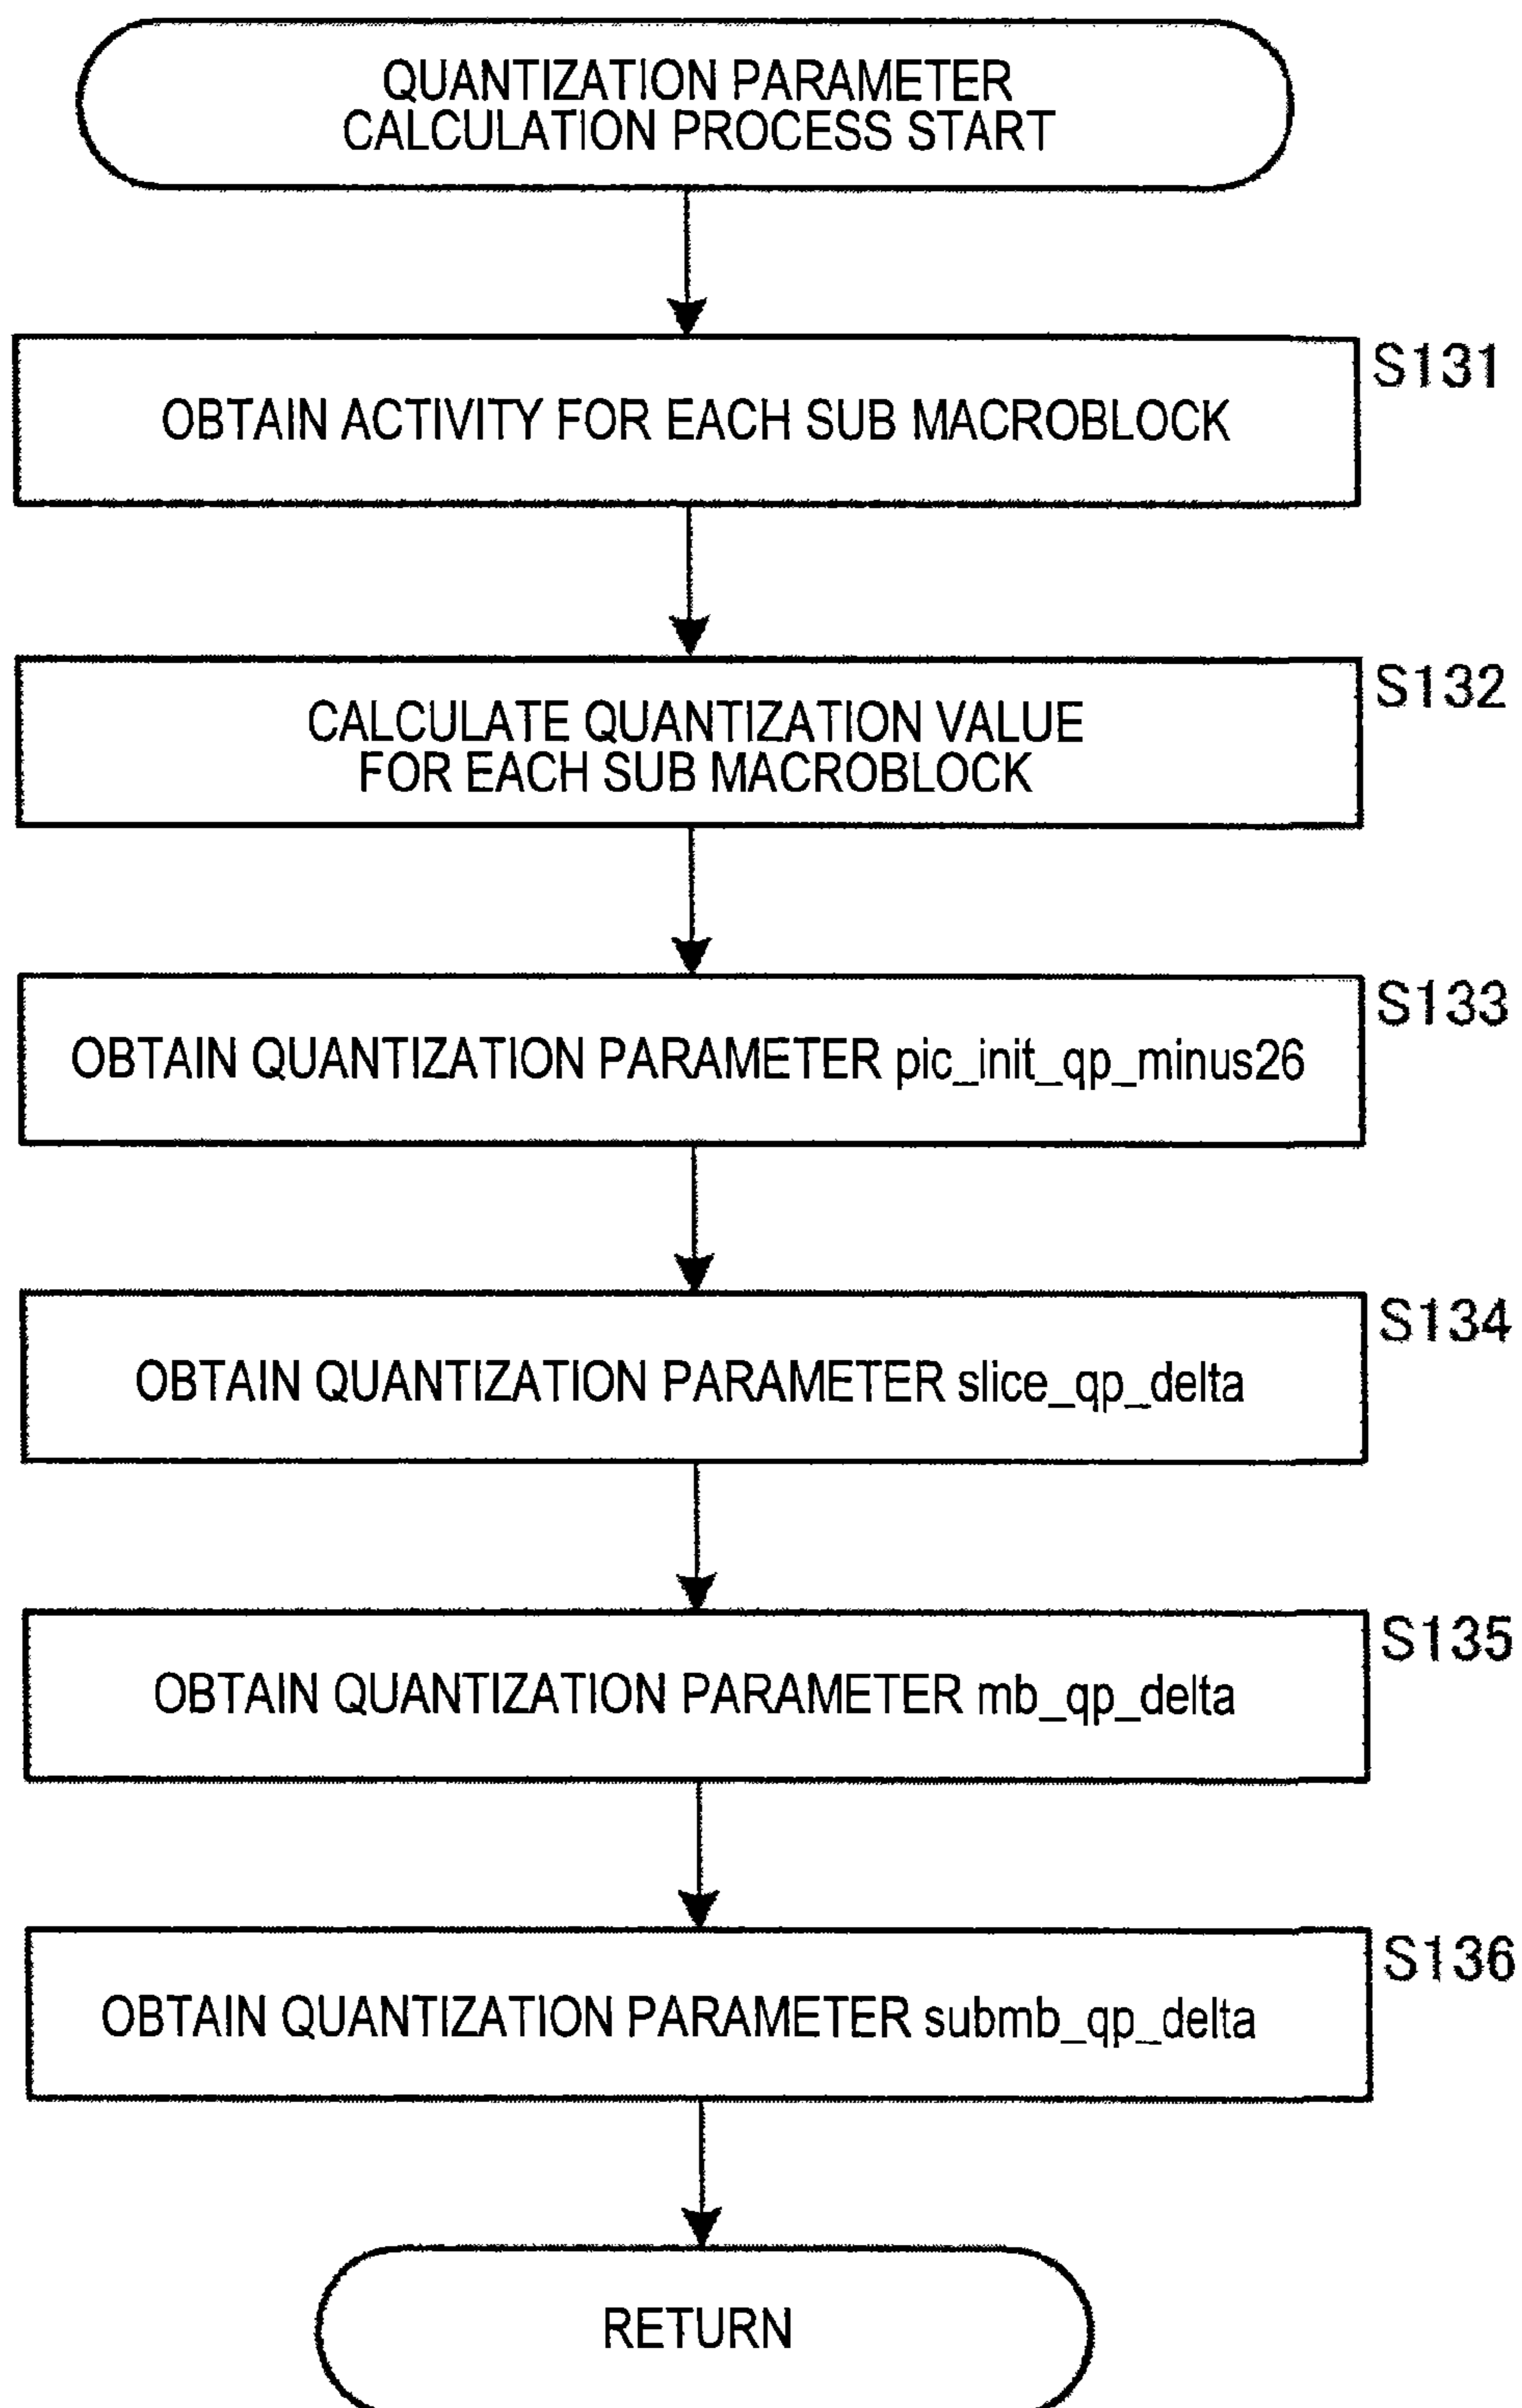 QUANTIZATION PARAMETER
CALCULATION PROCESS START
S131
OBTAIN ACTIVITY FOR EACH SUB MACROBLOCK
S132
CALCULATE QUANTIZATION VALUE
FOR EACH SUB MACROBLOCK
S133
OBTAIN QUANTIZATION PARAMETER pic_init_qp_minus26
S134
OBTAIN QUANTIZATION PARAMETER slice_qp_delta
S135
OBTAIN QUANTIZATION PARAMETER mb_qp_delta
S136
OBTAIN QUANTIZATION PARAMETER submb_qp_delta
RETURN